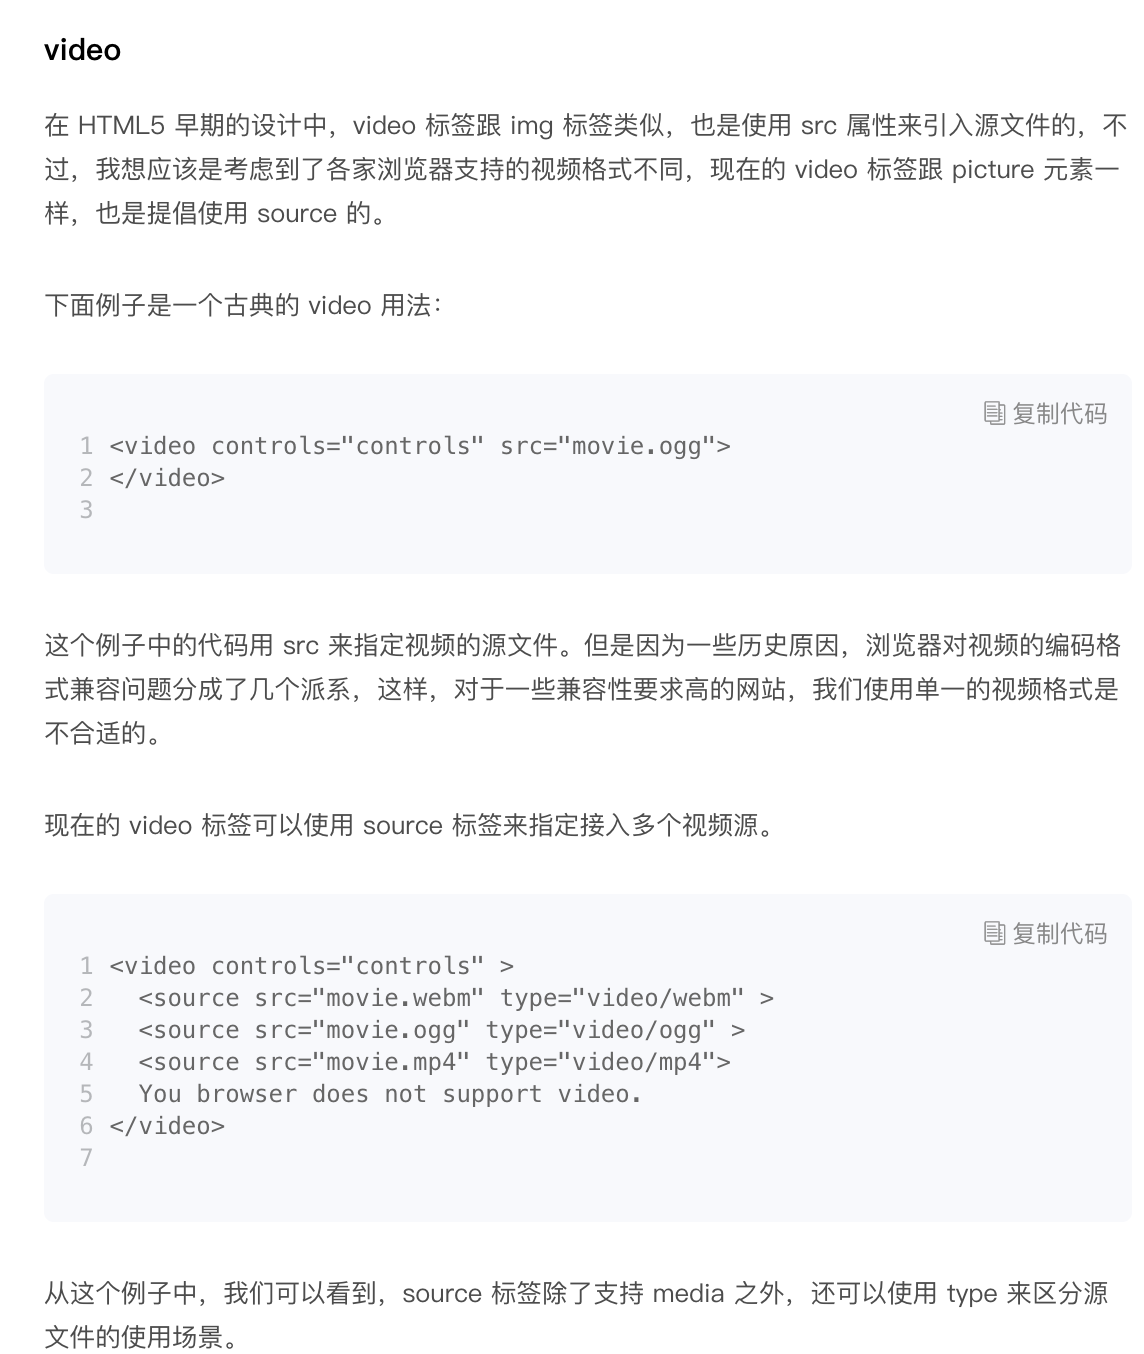 video
在 HTML5 早期的设计中，video 标签跟 img 标签类似，也是使用 src 属性来引入源文件的，不
过，我想应该是考虑到了各家浏览器支持的视频格式不同，现在的 video 标签跟 picture 元素一
样，也是提倡使用 source 的。
下面例子是一个古典的 video 用法：
复制代码
1 <video controls="controls" src="movie.ogg">
2 </video>
3
这个例子中的代码用 src 来指定视频的源文件。但是因为一些历史原因，浏览器对视频的编码格
式兼容问题分成了几个派系，这样，对于一些兼容性要求高的网站，我们使用单一的视频格式是
不合适的。
现在的 video 标签可以使用 source 标签来指定接入多个视频源。
复制代码
1 <video controls="controls" >
2   <source src="movie.webm" type="video/webm" >
3   <source src="movie.ogg" type="video/ogg" >
4   <source src="movie.mp4" type="video/mp4">
5   You browser does not support video.
6 </video>
7
从这个例子中，我们可以看到，source 标签除了支持 media 之外，还可以使用 type 来区分源
文件的使用场景。